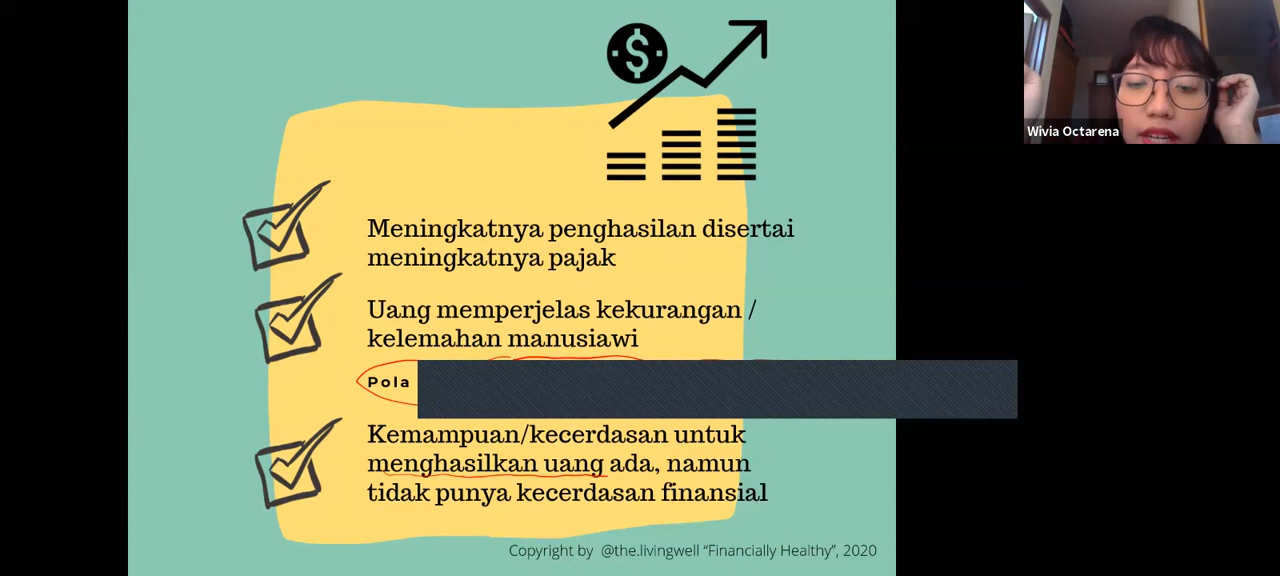 Meningkatnya penghasilan disertai
meningkatnya pajak
Uang memperjelas kekurangan /
kelemahan manusiawi
Pola
Kemampuan/kecerdasan untuk
menghasilkan uang ada, namun
tidak punya kecerdasan finansial
Copyright by @the.livingwell “Financially Healthy”, 2020
Wivia Octarena